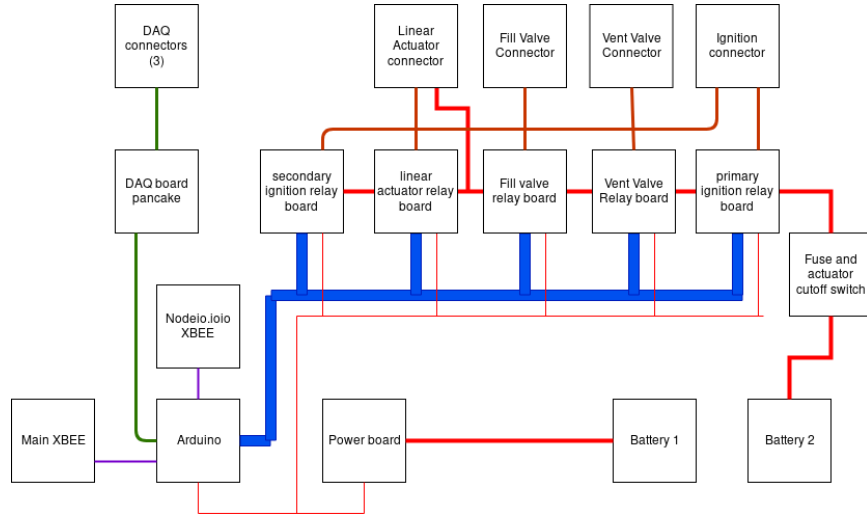 DAQ
connectors
(3)
Linear
Actuator
connector
Fill Valve
Connector
Vent Valve
Connector
Ignition
connector
DAQ board
pancake
secondary
ignition relay
board
linear
actuator relay
board
Fill valve
relay board
Vent Valve
Relay board
primary
ignition relay
board
Fuse and
actuator
cutoff switch
Nodeio.ioio
XBEE
Main XBEE
Arduino
Power board
Battery 1
Battery 2